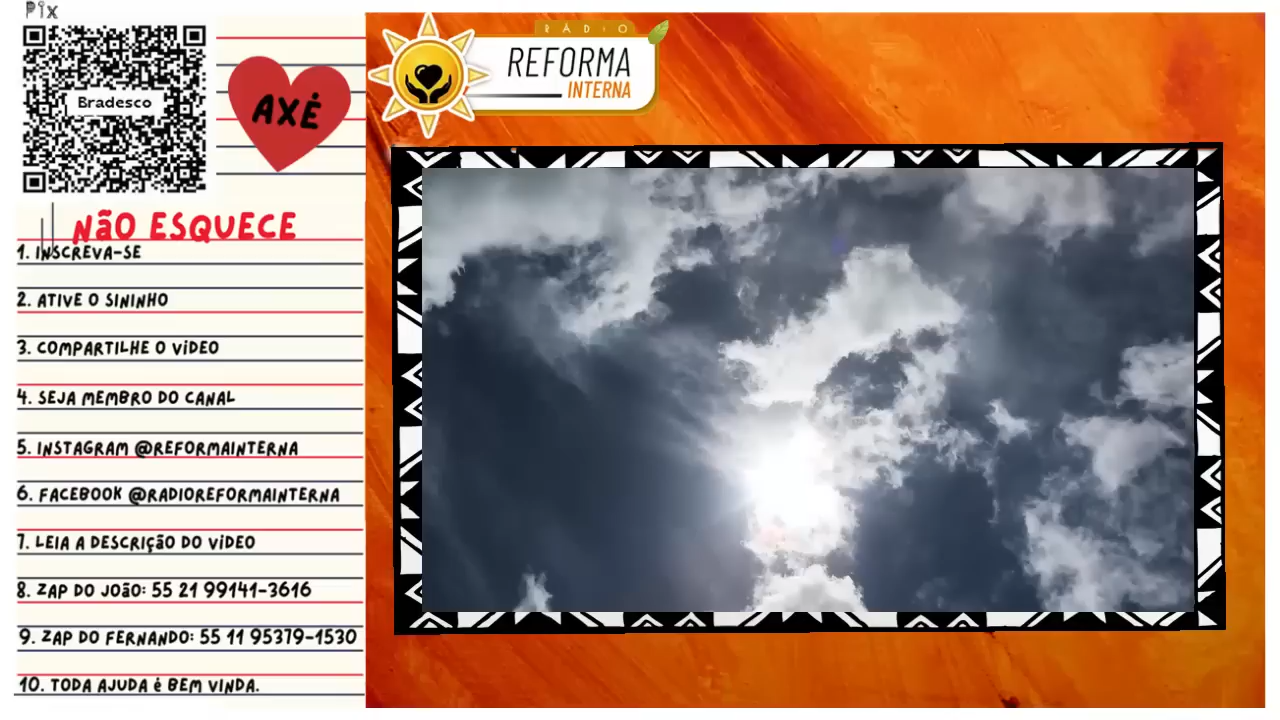 Pix
Bradesco
AXÉ
NÃO ESQUECE
1. INSCREVA-SE
2. ATIVE O SININHO
3. COMPARTILHE O VÍDEO
4. SEJA MEMBRO DO CANAL
5. INSTAGRAM @REFORMAINTERNA
6. FACEBOOK @RADIOREFORMAINTERNA
7. LEIA A DESCRIÇÃO DO VÍDEO
8. ZAP DO JOÃO: 55 21 99141-3616
9. ZAP DO FERNANDO: 55 11 95379-1530
10. TODA AJUDA É BEM VINDA.
RÁDIO
REFORMA
INTERNA